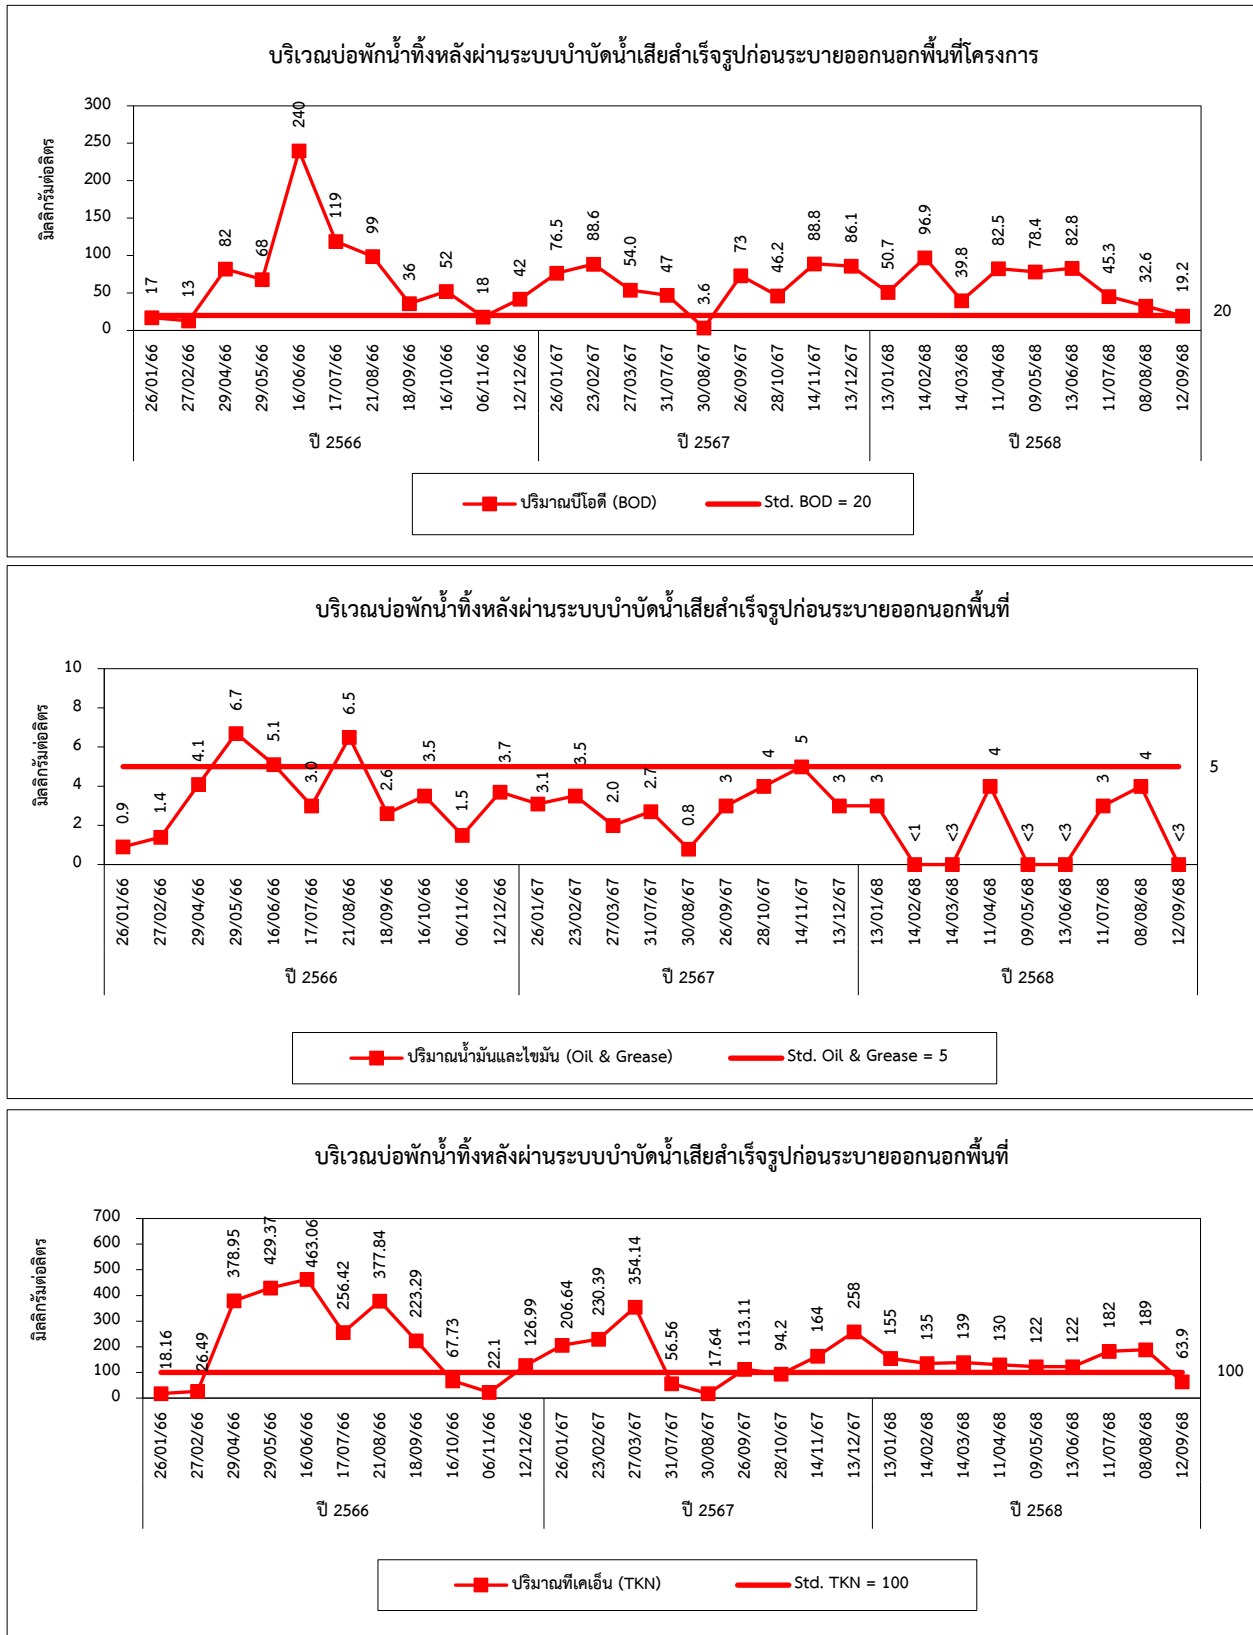 บริเวณบ่อพักน้ำทิ้งหลังผ่านระบบบำบัดน้ำเสียสำเร็จรูปก่อนระบายออกนอกพื้นที่โครงการ
มิลลิกรัมต่อลิตร
300
250
200
150
100
50
0
17 13 82 68 240 119 99 36 52 18 42 76.5 88.6 54.0 47 3.6 73 46.2 88.8 86.1 50.7 96.9 39.8 82.5 78.4 82.8 45.3 32.6 19.2
20
26/01/66 27/02/66 29/04/66 29/05/66 16/06/66 17/07/66 21/08/66 18/09/66 16/10/66 06/11/66 12/12/66 26/01/67 23/02/67 27/03/67 31/07/67 30/08/67 26/09/67 28/10/67 14/11/67 13/12/67 13/01/68 14/02/68 14/03/68 11/04/68 09/05/68 13/06/68 11/07/68 08/08/68 12/09/68
ปี 2566 ปี 2567 ปี 2568
ปริมาณบีโอดี (BOD) Std. BOD = 20
บริเวณบ่อพักน้ำทิ้งหลังผ่านระบบบำบัดน้ำเสียสำเร็จรูปก่อนระบายออกนอกพื้นที่
มิลลิกรัมต่อลิตร
10
8
6
4
2
0
0.9 1.4 4.1 6.7 5.1 3.0 6.5 2.6 3.5 1.5 3.7 3.1 3.5 2.0 2.7 0.8 3 4 5 3 3 <1 <3 4 <3 <3 3 4 <3
5
26/01/66 27/02/66 29/04/66 29/05/66 16/06/66 17/07/66 21/08/66 18/09/66 16/10/66 06/11/66 12/12/66 26/01/67 23/02/67 27/03/67 31/07/67 30/08/67 26/09/67 28/10/67 14/11/67 13/12/67 13/01/68 14/02/68 14/03/68 11/04/68 09/05/68 13/06/68 11/07/68 08/08/68 12/09/68
ปี 2566 ปี 2567 ปี 2568
ปริมาณน้ำมันและไขมัน (Oil & Grease) Std. Oil & Grease = 5
บริเวณบ่อพักน้ำทิ้งหลังผ่านระบบบำบัดน้ำเสียสำเร็จรูปก่อนระบายออกนอกพื้นที่
มิลลิกรัมต่อลิตร
700
600
500
400
300
200
100
0
18.16 26.49 378.95 429.37 463.06 256.42 377.84 223.29 67.73 22.1 126.99 206.64 230.39 354.14 56.56 17.64 113.11 94.2 164 258 155 135 139 130 122 122 182 189 63.9
100
26/01/66 27/02/66 29/04/66 29/05/66 16/06/66 17/07/66 21/08/66 18/09/66 16/10/66 06/11/66 12/12/66 26/01/67 23/02/67 27/03/67 31/07/67 30/08/67 26/09/67 28/10/67 14/11/67 13/12/67 13/01/68 14/02/68 14/03/68 11/04/68 09/05/68 13/06/68 11/07/68 08/08/68 12/09/68
ปี 2566 ปี 2567 ปี 2568
ปริมาณทีเคเอ็น (TKN) Std. TKN = 100